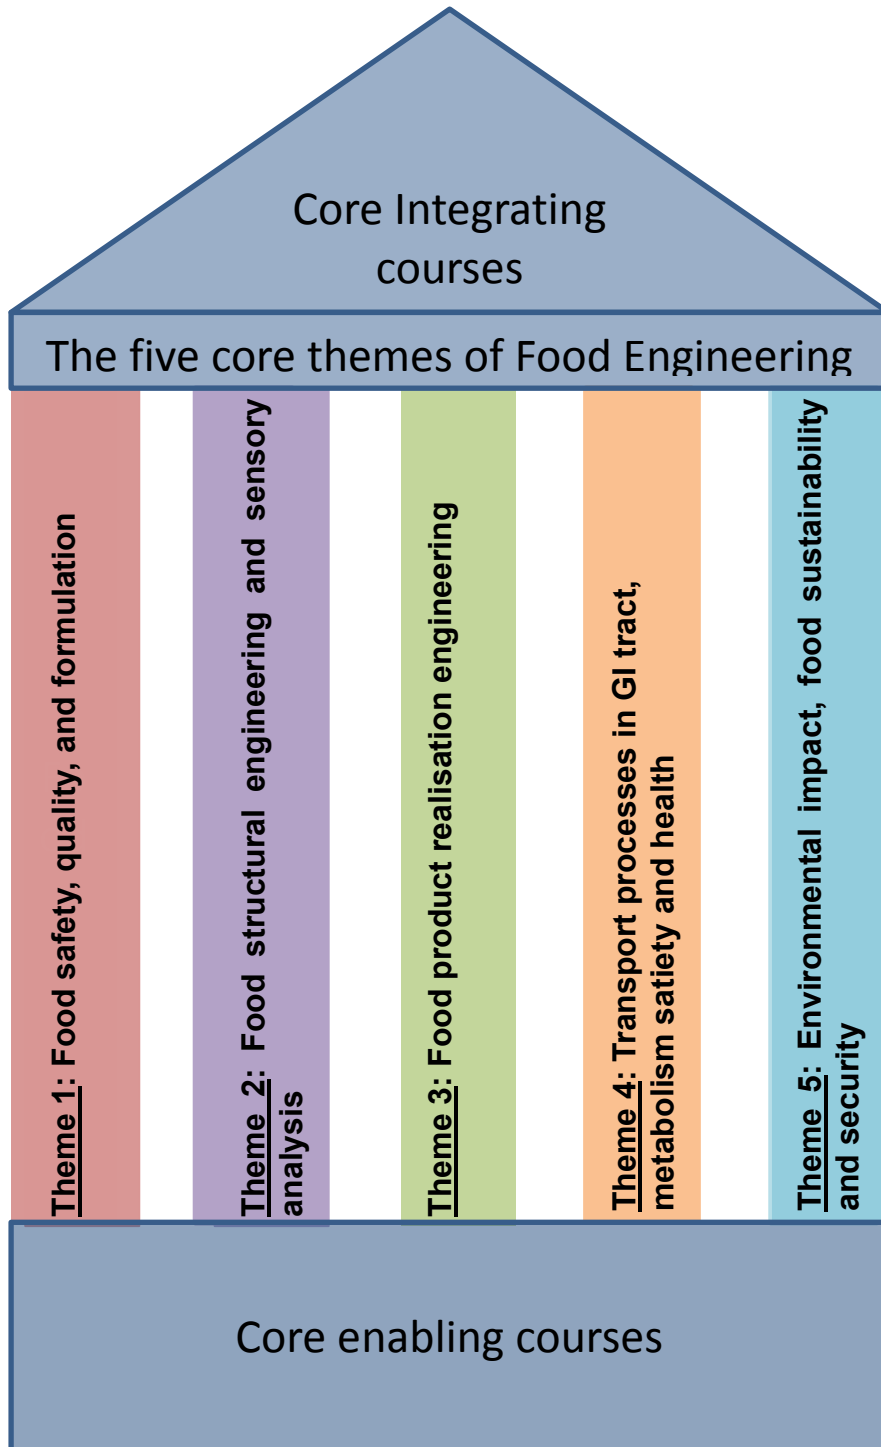 Core Integrating
courses
The five core themes of Food Engineering
Theme 1: Food safety, quality, and formulation
Theme 2: Food structural engineering and sensory
analysis
Theme 3: Food product realisation engineering
Theme 4: Transport processes in GI tract,
metabolism satiety and health
Theme 5: Environmental impact, food sustainability
and security
Core enabling courses